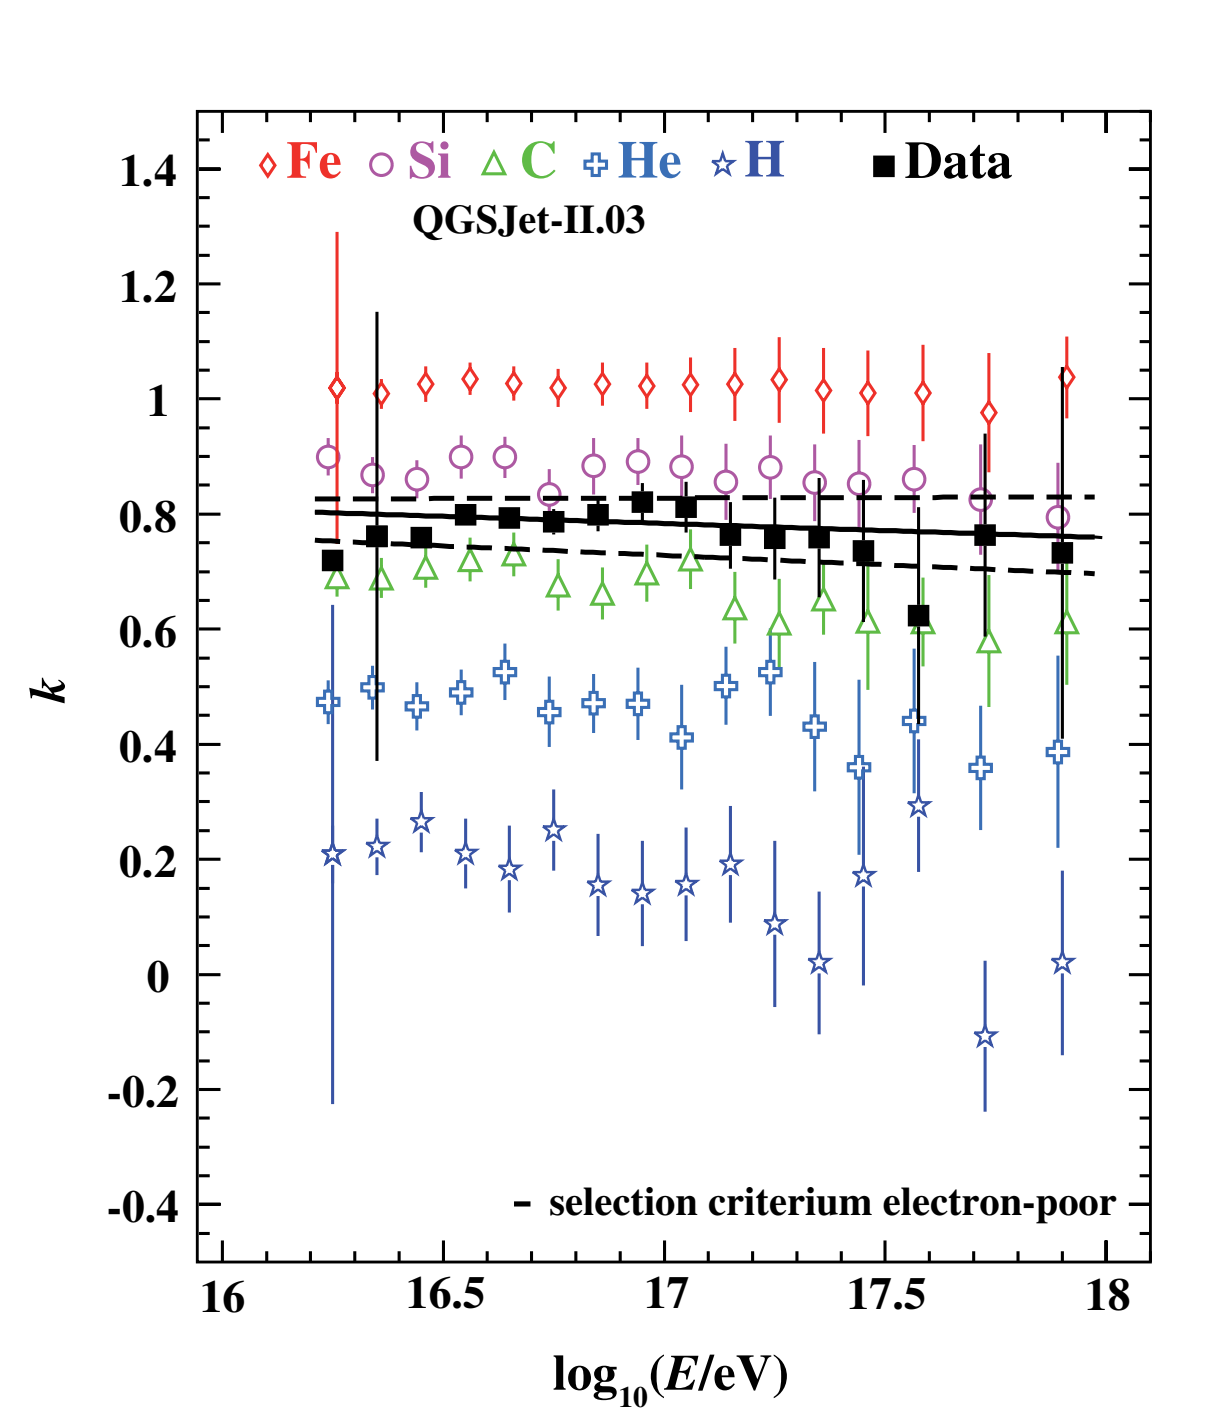 Fe Si C He H Data
QGSJet-II.03
1.4
1.2
1
0.8
0.6
0.4
0.2
0
-0.2
-0.4
k
selection criterium electron-poor
16 16.5 17 17.5 18
log10(E/eV)